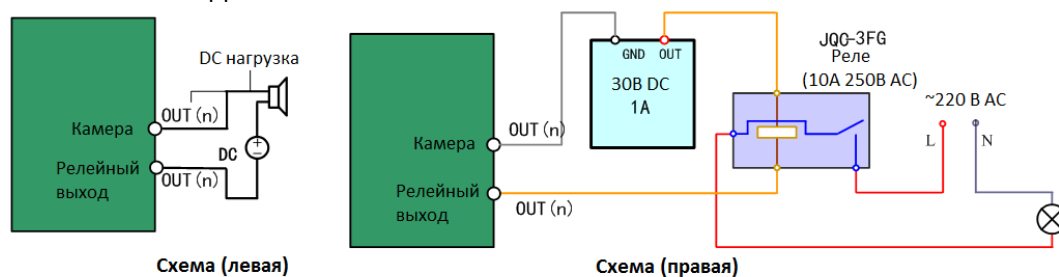 DC нагрузка
OUT (n)
Камера
DC
Релейный
выход
OUT (n)
Схема (левая)
GND OUT
30В DC
1A
JQC-3FG
Реле
(10A 250В AC)
~220 В AC
L N
OUT (n)
Камера
Релейный
выход
OUT (n)
Схема (правая)